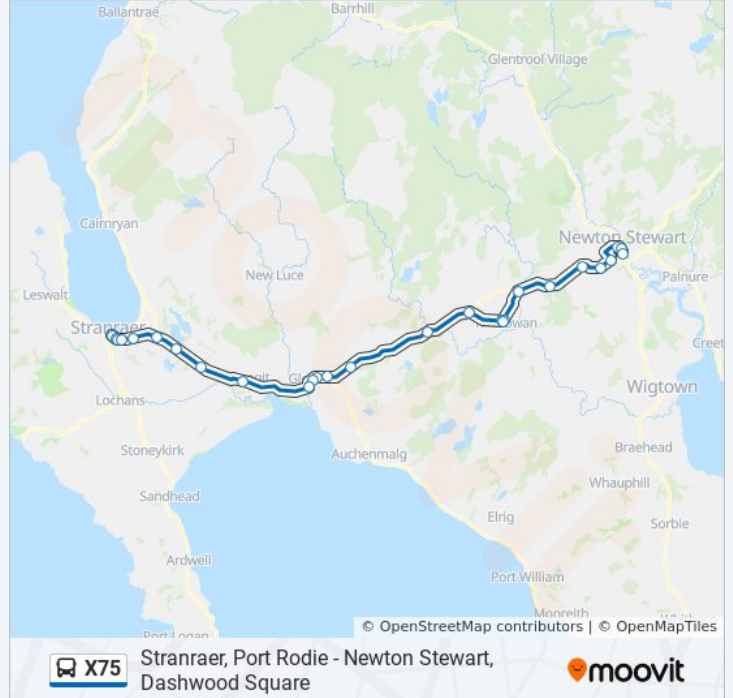 Ballantrae
Barrhill
Glentrool Village
Cairnryan
Newton Stewart
New Luce
Palnure
Leswalt
Stranraer
Lochans
Wigtown
Stoneykirk
Auchenmalg
Braehead
Whauphill
Sandhead
Elrig
Sorbie
Ardwell
Port William
Monreith
Port Logan
© OpenStreetMap contributors | © OpenMapTiles
X75
Stranraer, Port Rodie - Newton Stewart,
Dashwood Square
moovit